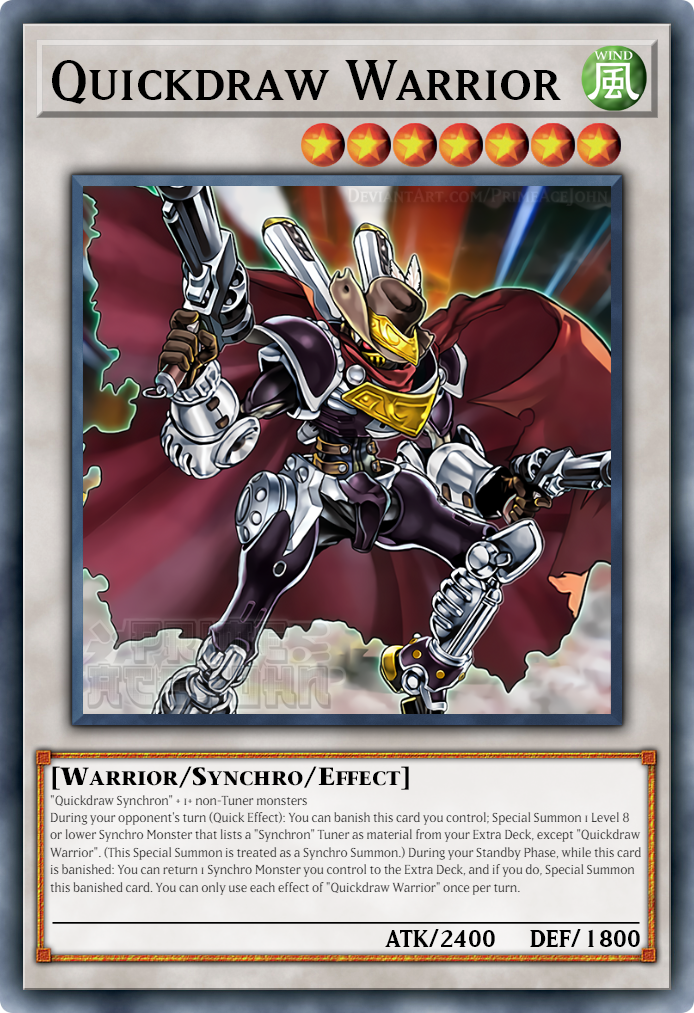 Quickdraw Warrior
WIND
風
DeviantArt.com/PrimeAceJohn
PRIME
ACE JOHN
[Warrior/Synchro/Effect]
"Quickdraw Synchron" + 1+ non-Tuner monsters
During your opponent's turn (Quick Effect): You can banish this card you control; Special Summon 1 Level 8
or lower Synchro Monster that lists a "Synchron" Tuner as material from your Extra Deck, except "Quickdraw
Warrior". (This Special Summon is treated as a Synchro Summon.) During your Standby Phase, while this card
is banished: You can return 1 Synchro Monster you control to the Extra Deck, and if you do, Special Summon
this banished card. You can only use each effect of "Quickdraw Warrior" once per turn.
ATK/2400 DEF/1800